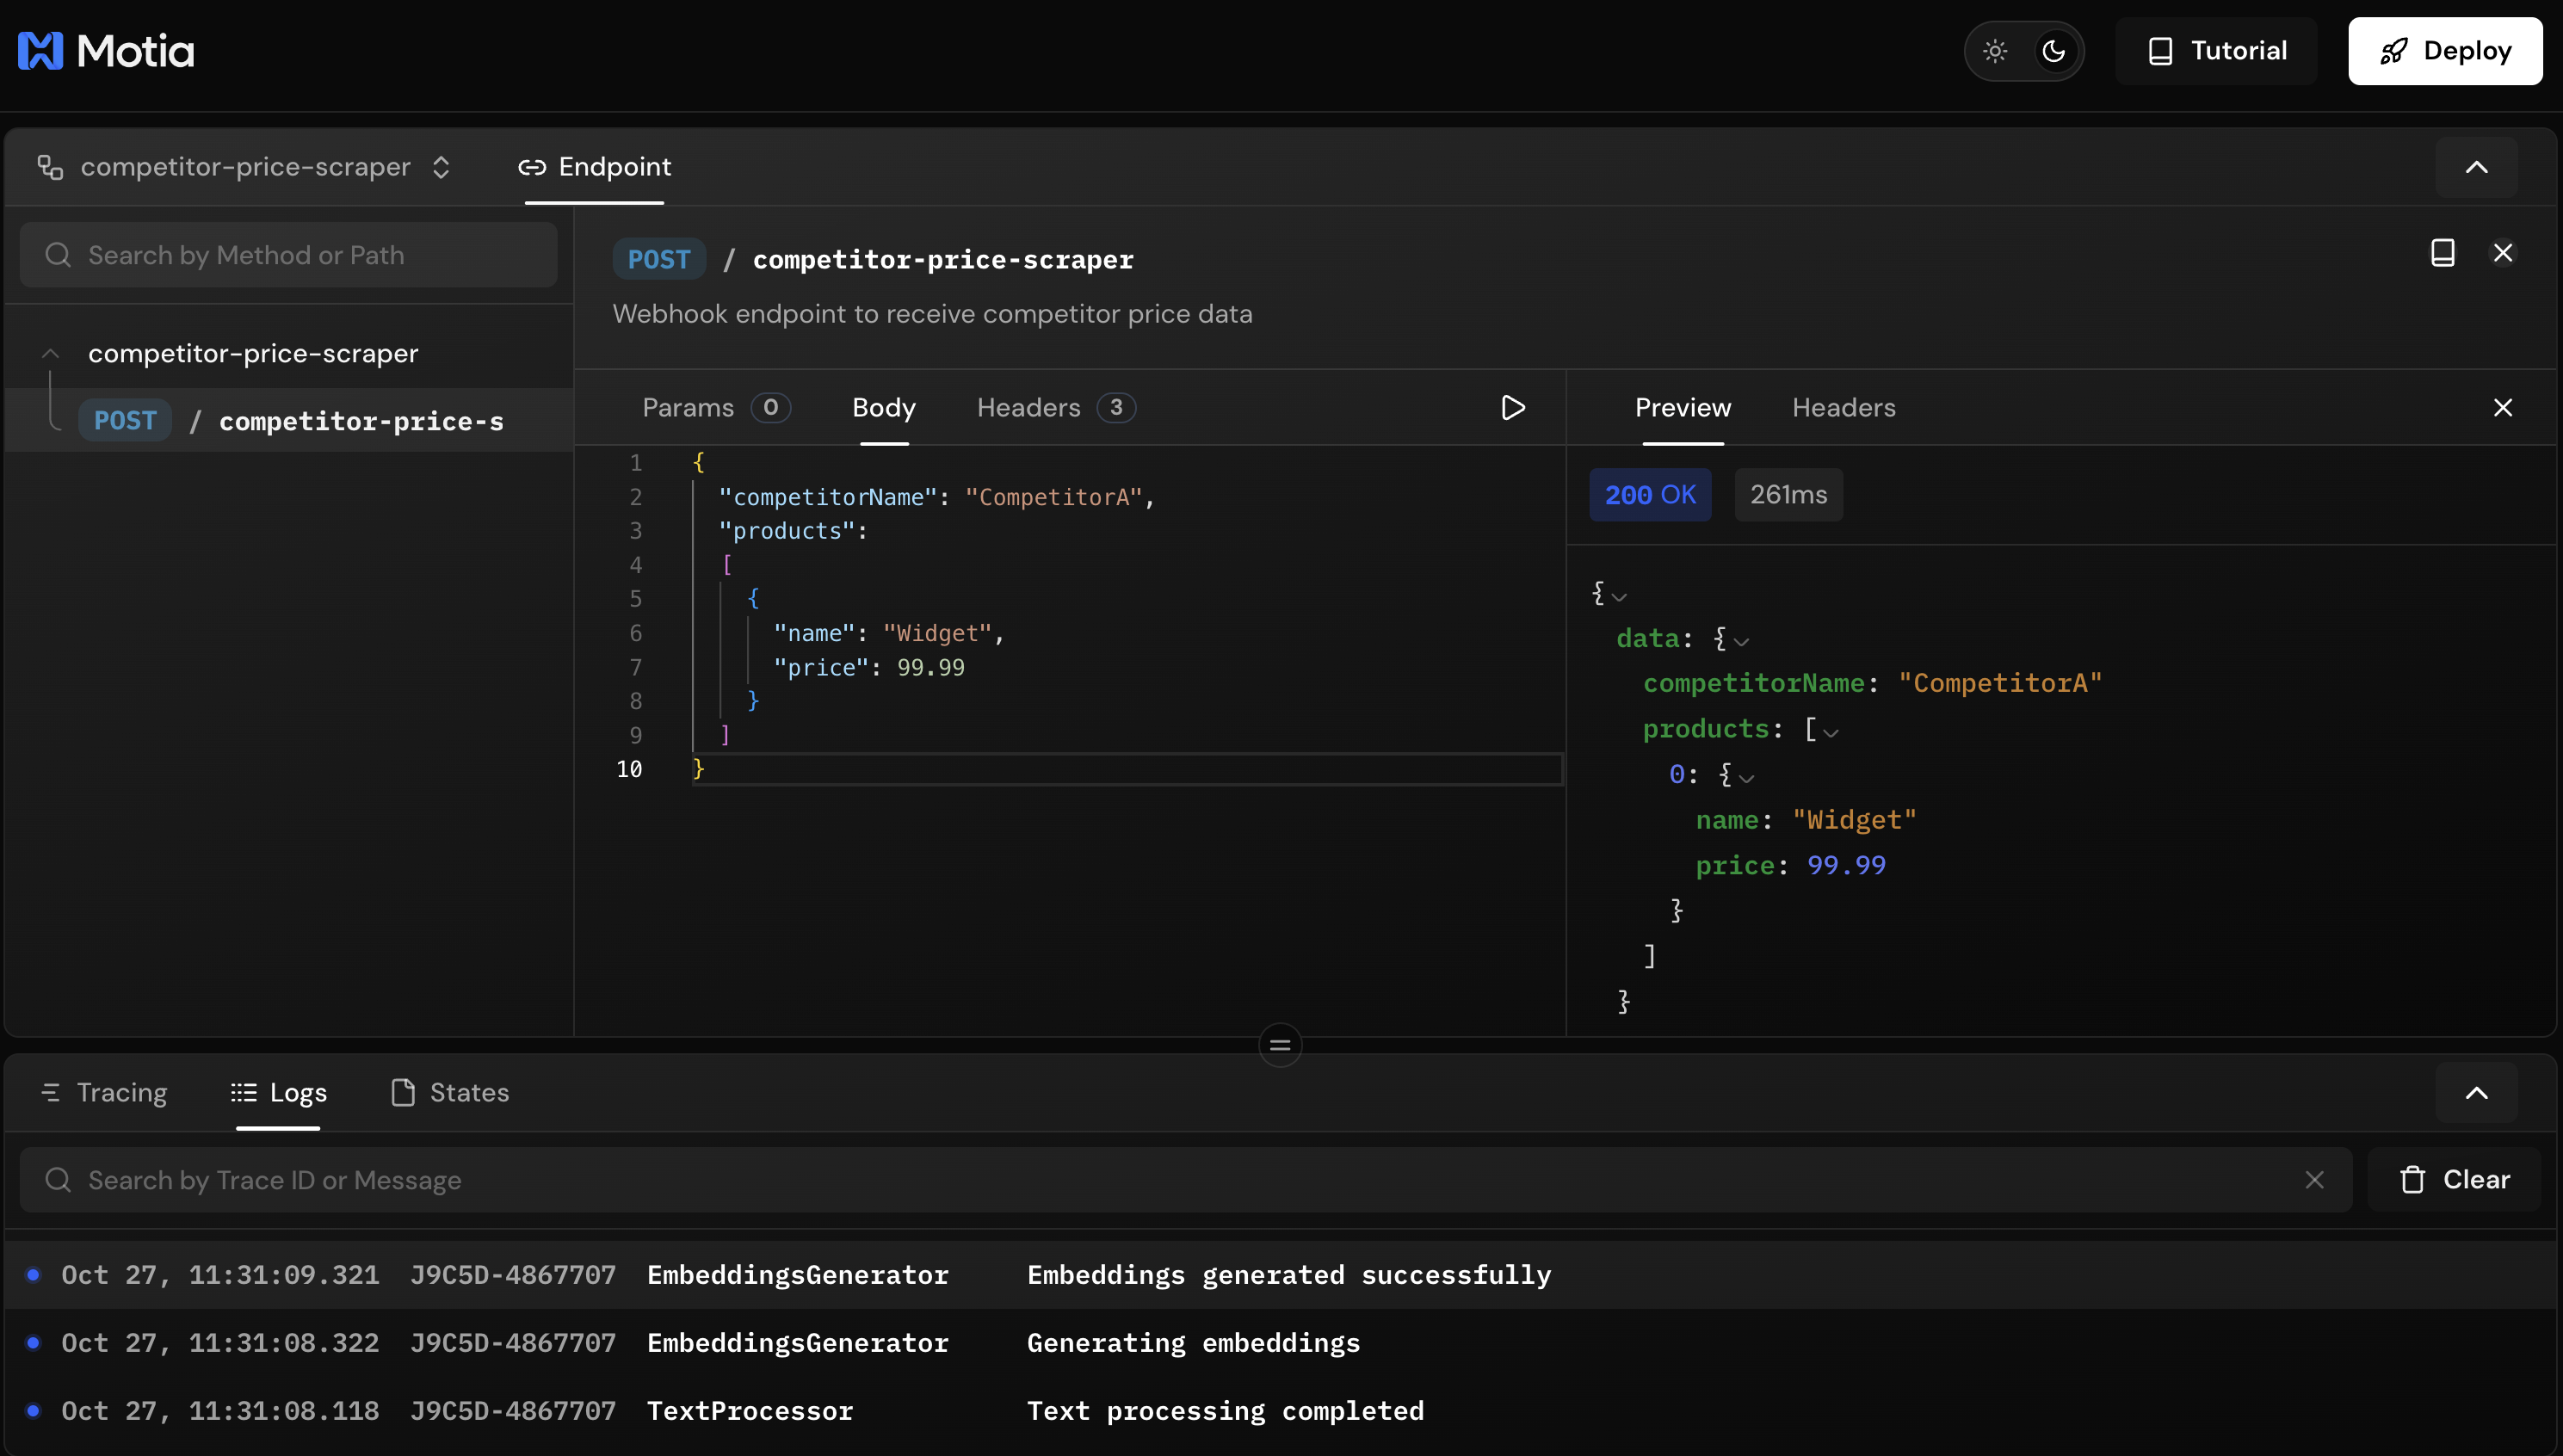 Motia
Tutorial
Deploy
competitor-price-scraper
Endpoint
Search by Method or Path
competitor-price-scraper
POST / competitor-price-s
POST / competitor-price-scraper
Webhook endpoint to receive competitor price data
Params 0 Body Headers 3
1 {
2 "competitorName": "CompetitorA",
3 "products":
4 [
5 {
6 "name": "Widget",
7 "price": 99.99
8 }
9 ]
10 }
Preview Headers
200 OK 261ms
{
data: {
competitorName: "CompetitorA"
products: [
0: {
name: "Widget"
price: 99.99
}
]
}
Tracing Logs States
Search by Trace ID or Message
Clear
Oct 27, 11:31:09.321 J9C5D-4867707 EmbeddingsGenerator Embeddings generated successfully
Oct 27, 11:31:08.322 J9C5D-4867707 EmbeddingsGenerator Generating embeddings
Oct 27, 11:31:08.118 J9C5D-4867707 TextProcessor Text processing completed